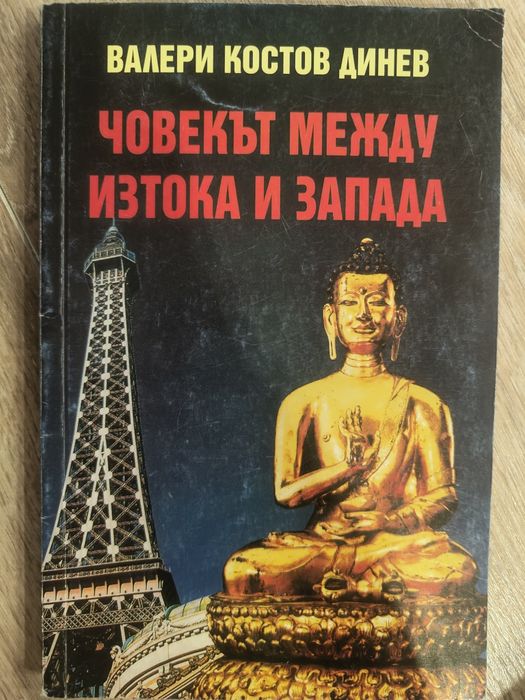 ВАЛЕРИ КОСТОВ ДИНЕВ
ЧОВЕКЪТ МЕЖДУ
ИЗТОКА И ЗАПАДА